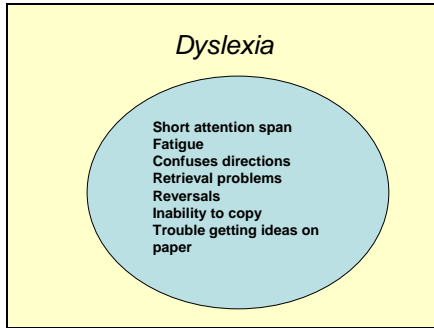 Dyslexia
Short attention span
Fatigue
Confuses directions
Retrieval problems
Reversals
Inability to copy
Trouble getting ideas on
paper